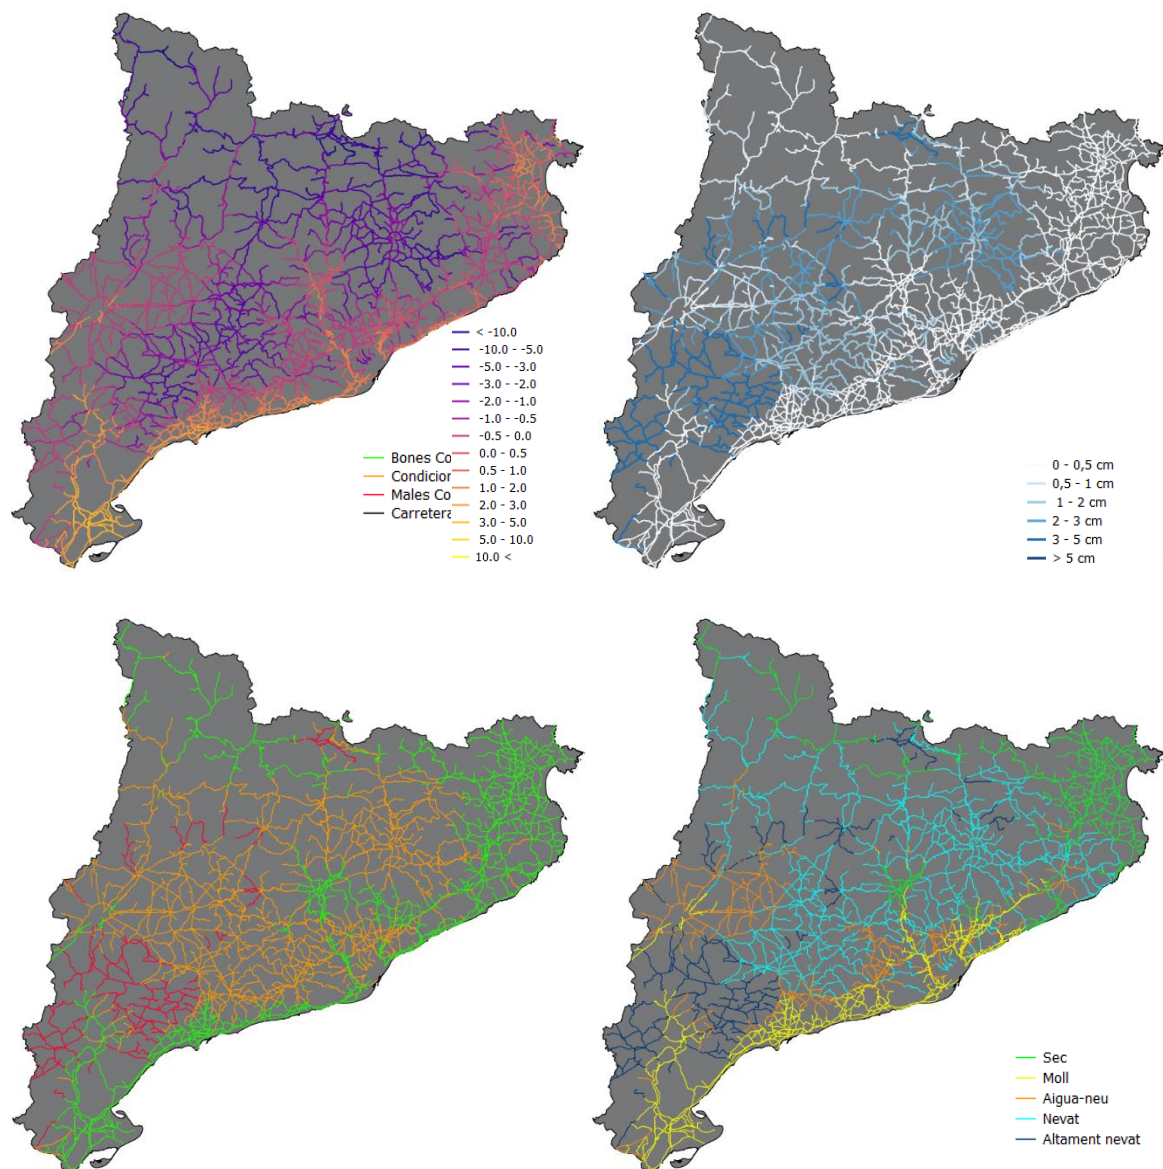 < -10.0
-10.0 - -5.0
-5.0 - -3.0
-3.0 - -2.0
-2.0 - -1.0
-1.0 - -0.5
-0.5 - 0.0
0.0 - 0.5
0.5 - 1.0
1.0 - 2.0
2.0 - 3.0
3.0 - 5.0
5.0 - 10.0
10.0 <
Bones Co
Condicion
Males Co
Carretera
0 - 0,5 cm
0,5 - 1 cm
1 - 2 cm
2 - 3 cm
3 - 5 cm
> 5 cm
Sec
Moll
Aigua-neu
Nevat
Altament nevat